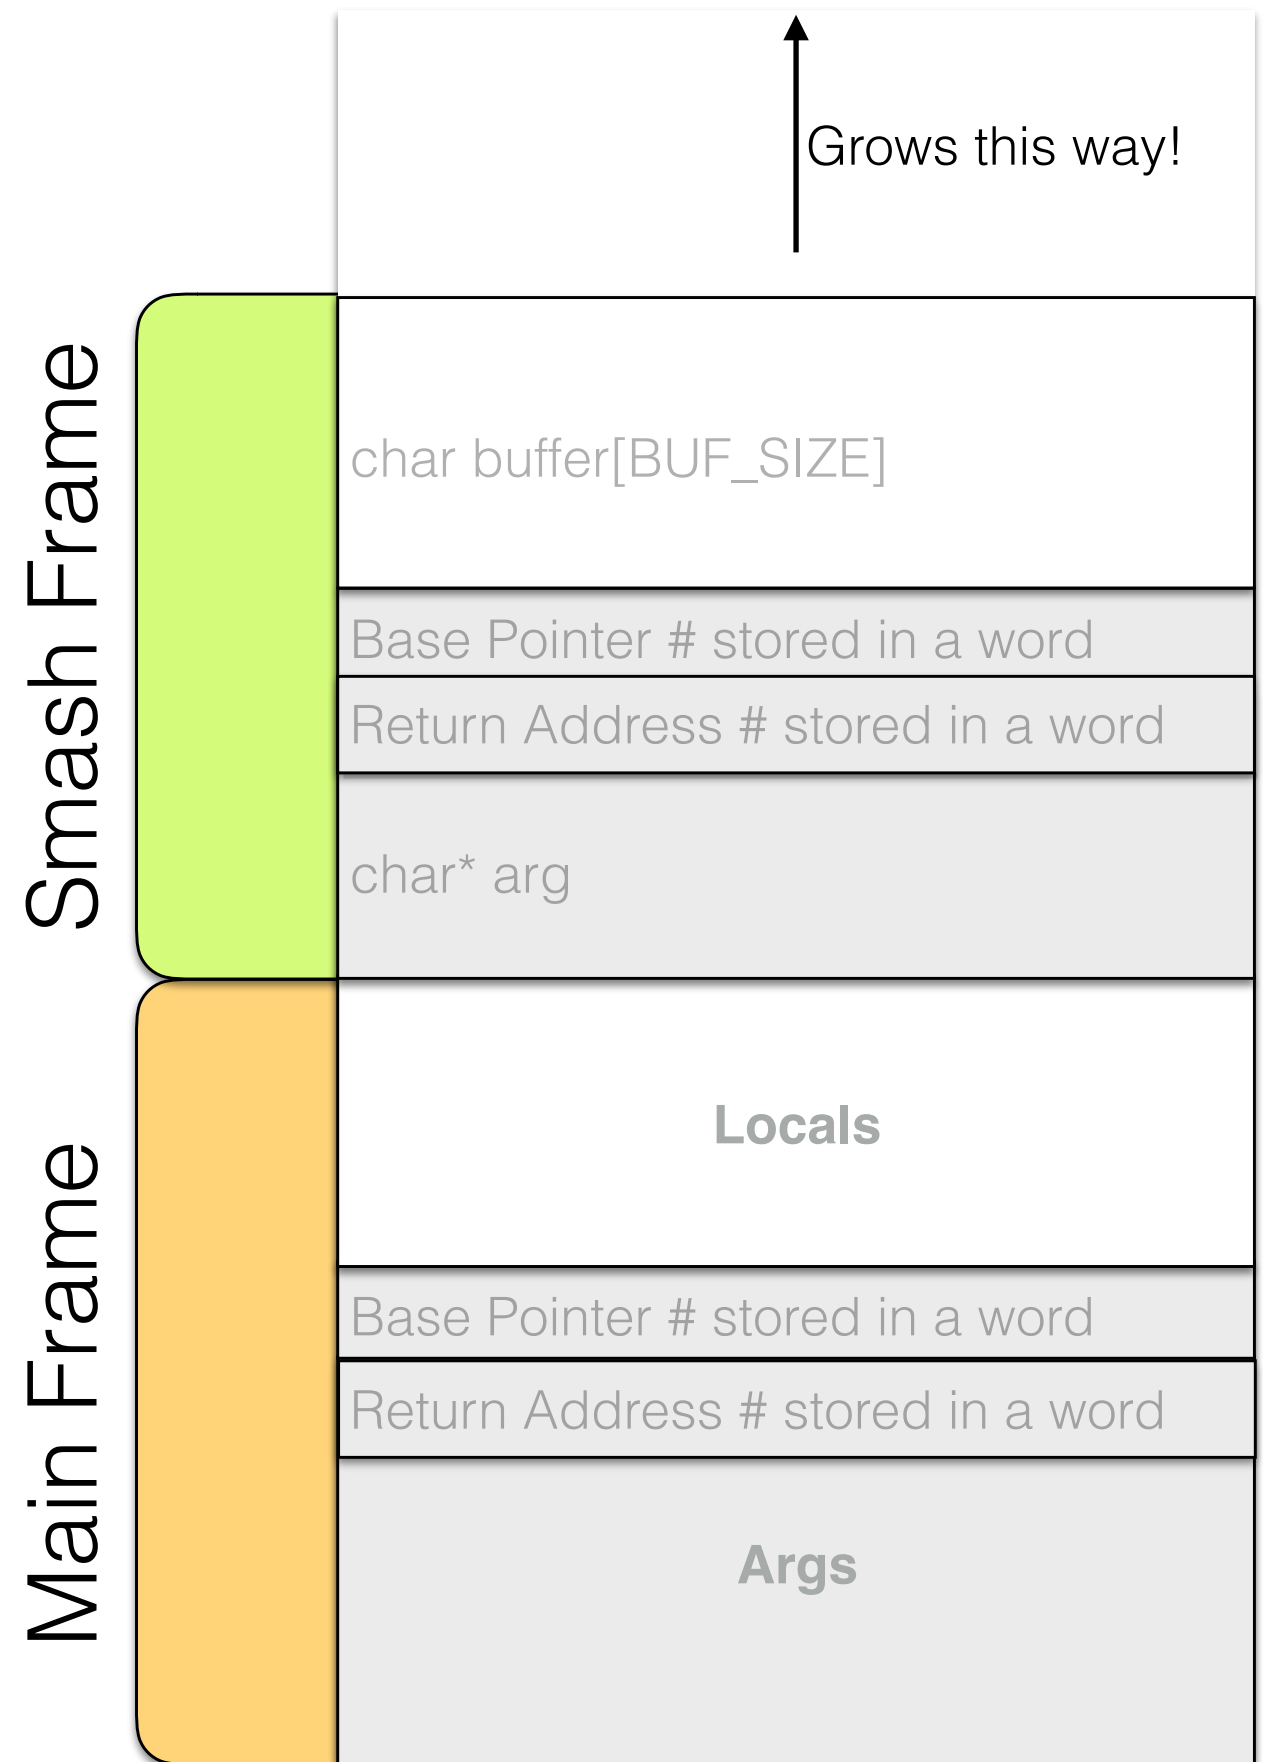 Grows this way!
Smash Frame
char buffer[BUF_SIZE]
Base Pointer # stored in a word
Return Address # stored in a word
char* arg
Main Frame
Locals
Base Pointer # stored in a word
Return Address # stored in a word
Args